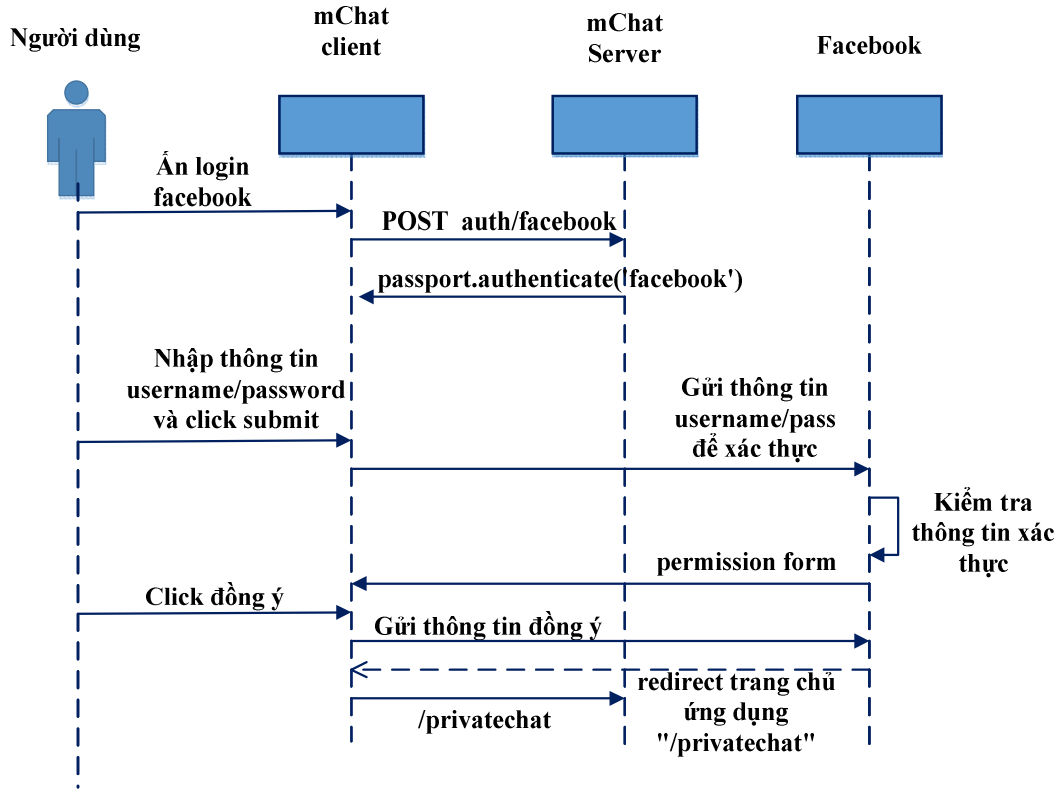 Người dùng
mChat
client
mChat
Server
Facebook
Ấn login
facebook
POST auth/facebook
passport.authenticate('facebook')
Nhập thông tin
username/password
và click submit
Gửi thông tin
username/pass
để xác thực
Kiểm tra
thông tin xác
thực
permission form
Click đồng ý
Gửi thông tin đồng ý
redirect trang chủ
ứng dụng
"/privatechat"
/privatechat